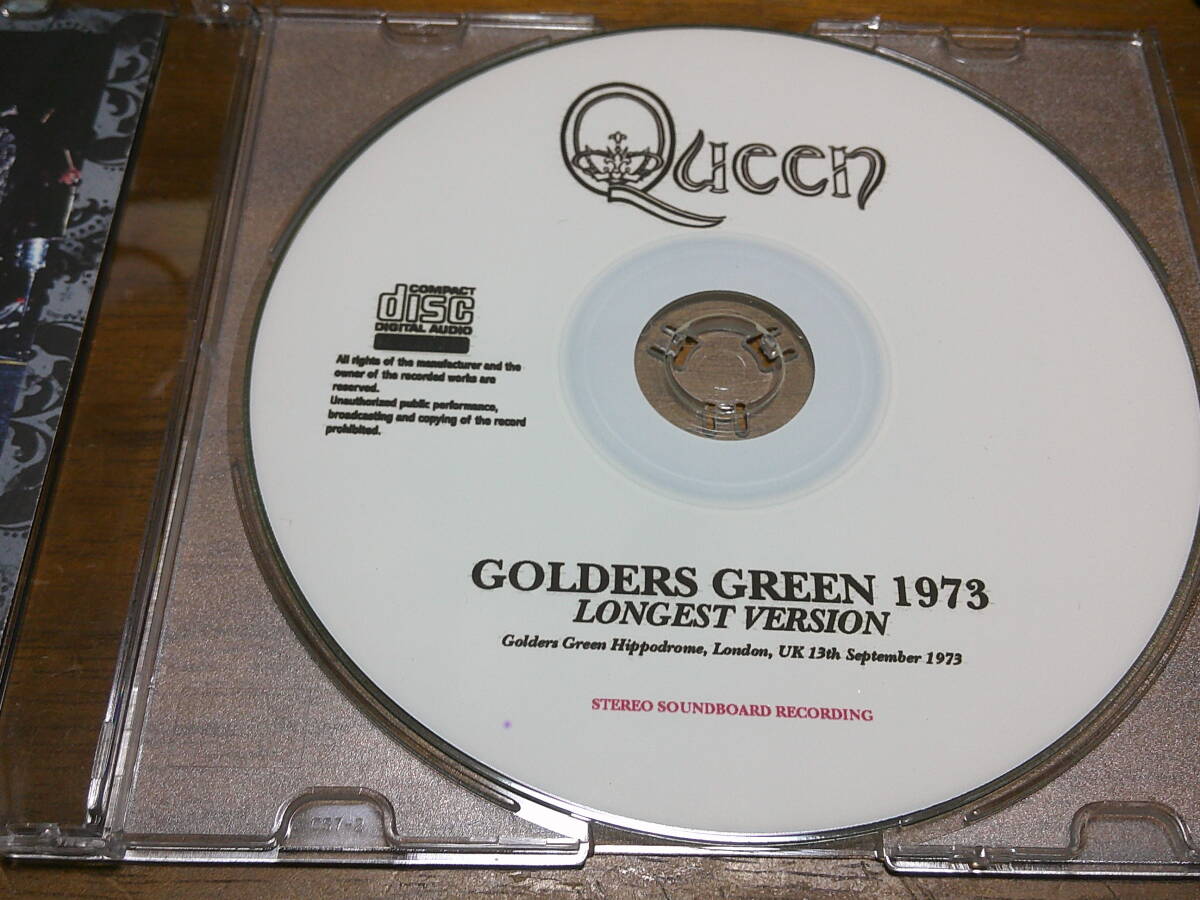 Queen
COMPACT
disc
DIGITAL AUDIO
All rights of the manufacturer and the
owner of the recorded works are
reserved.
Unauthorized public performance,
broadcasting and copying of the record
prohibited.
GOLDERS GREEN 1973
LONGEST VERSION
Golders Green Hippodrome, London, UK 13th September 1973
STEREO SOUNDBOARD RECORDING